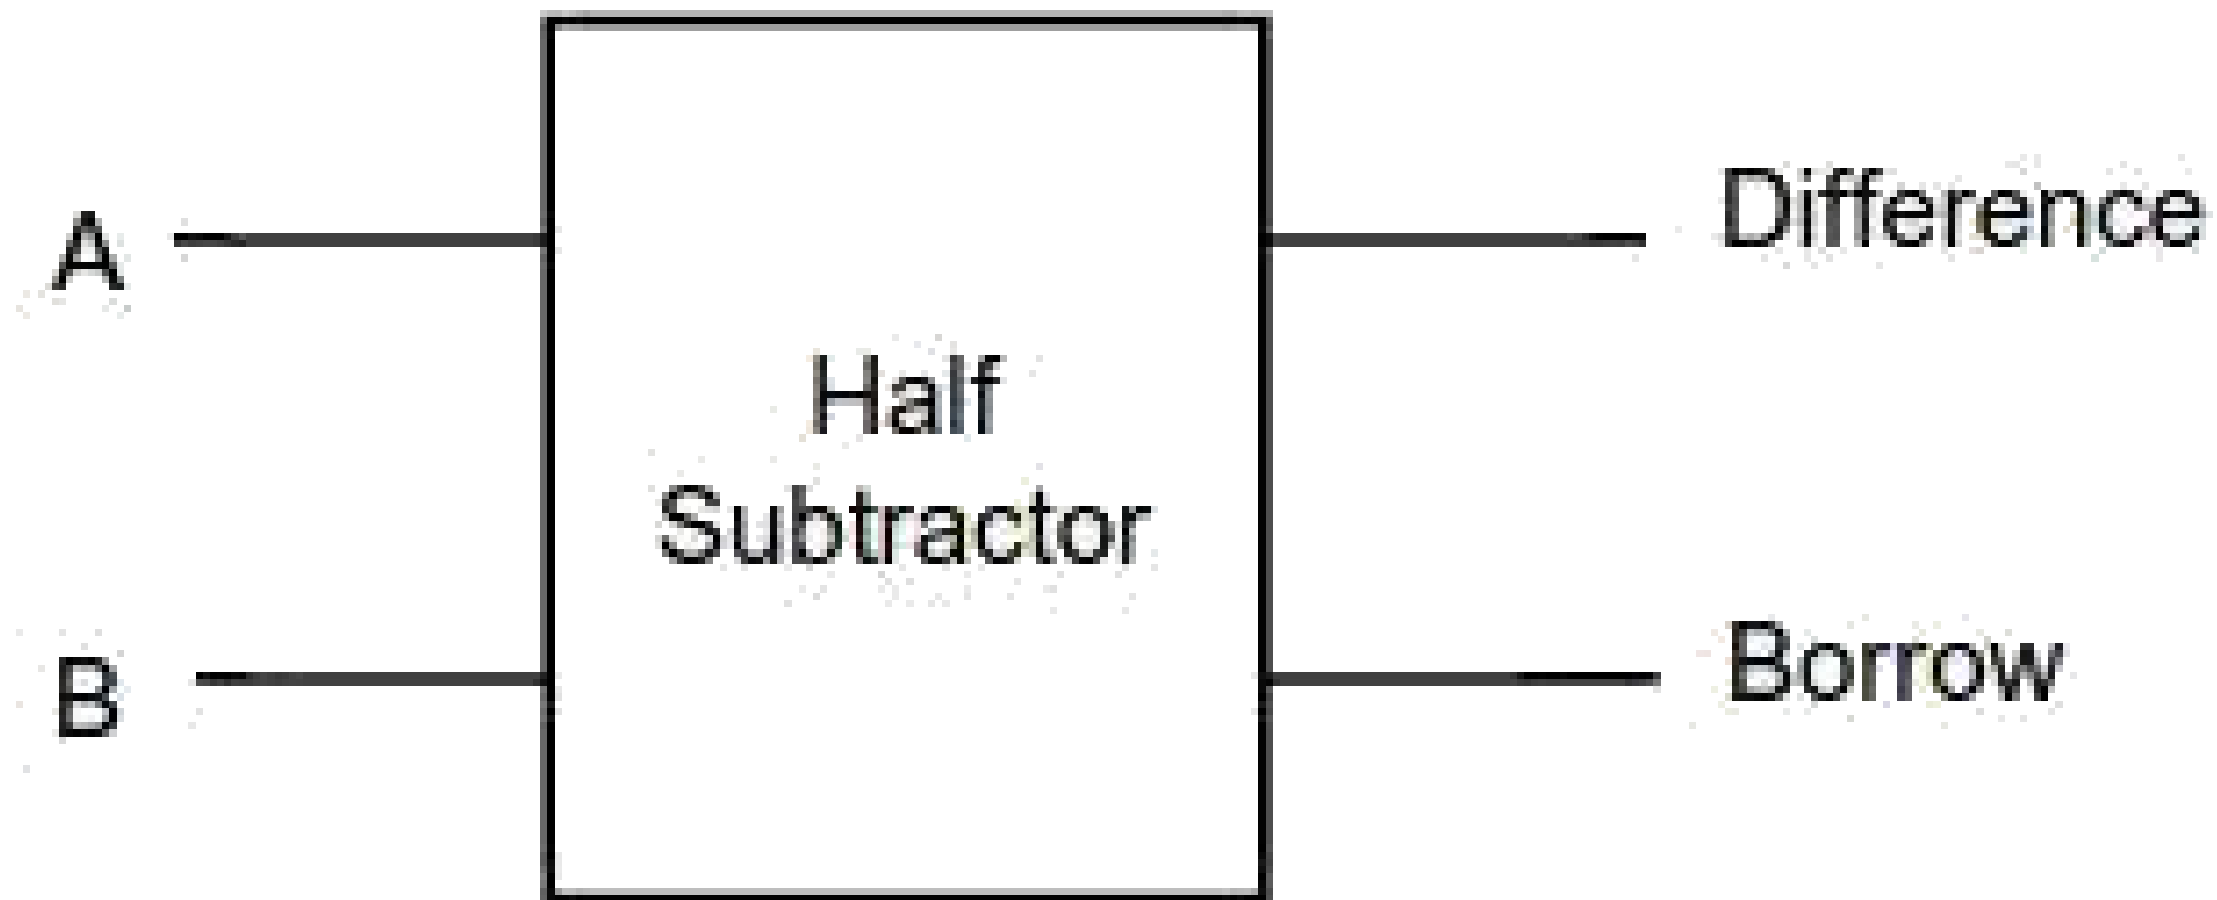 A
Difference
Half
Subtractor
B
Borrow